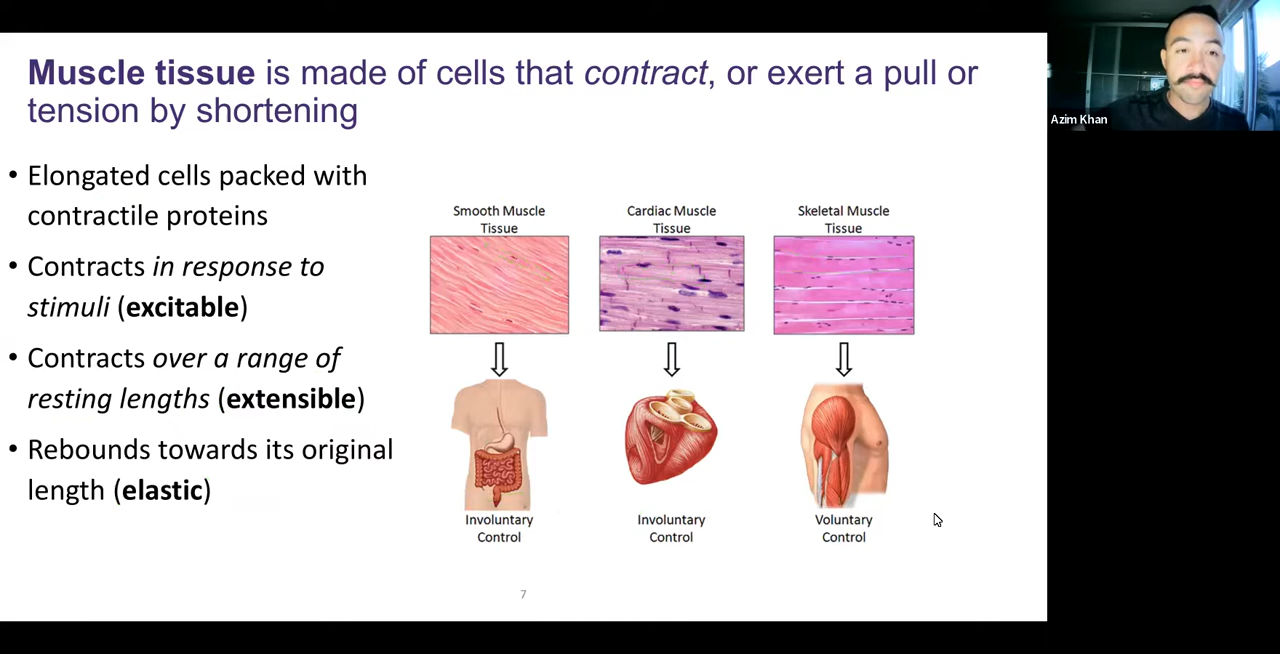 Muscle tissue is made of cells that contract, or exert a pull or
tension by shortening
• Elongated cells packed with
contractile proteins
• Contracts in response to
stimuli (excitable)
• Contracts over a range of
resting lengths (extensible)
• Rebounds towards its original
length (elastic)
Smooth Muscle
Tissue
Cardiac Muscle
Tissue
Skeletal Muscle
Tissue
Involuntary
Control
Involuntary
Control
Voluntary
Control
7
Azim Khan